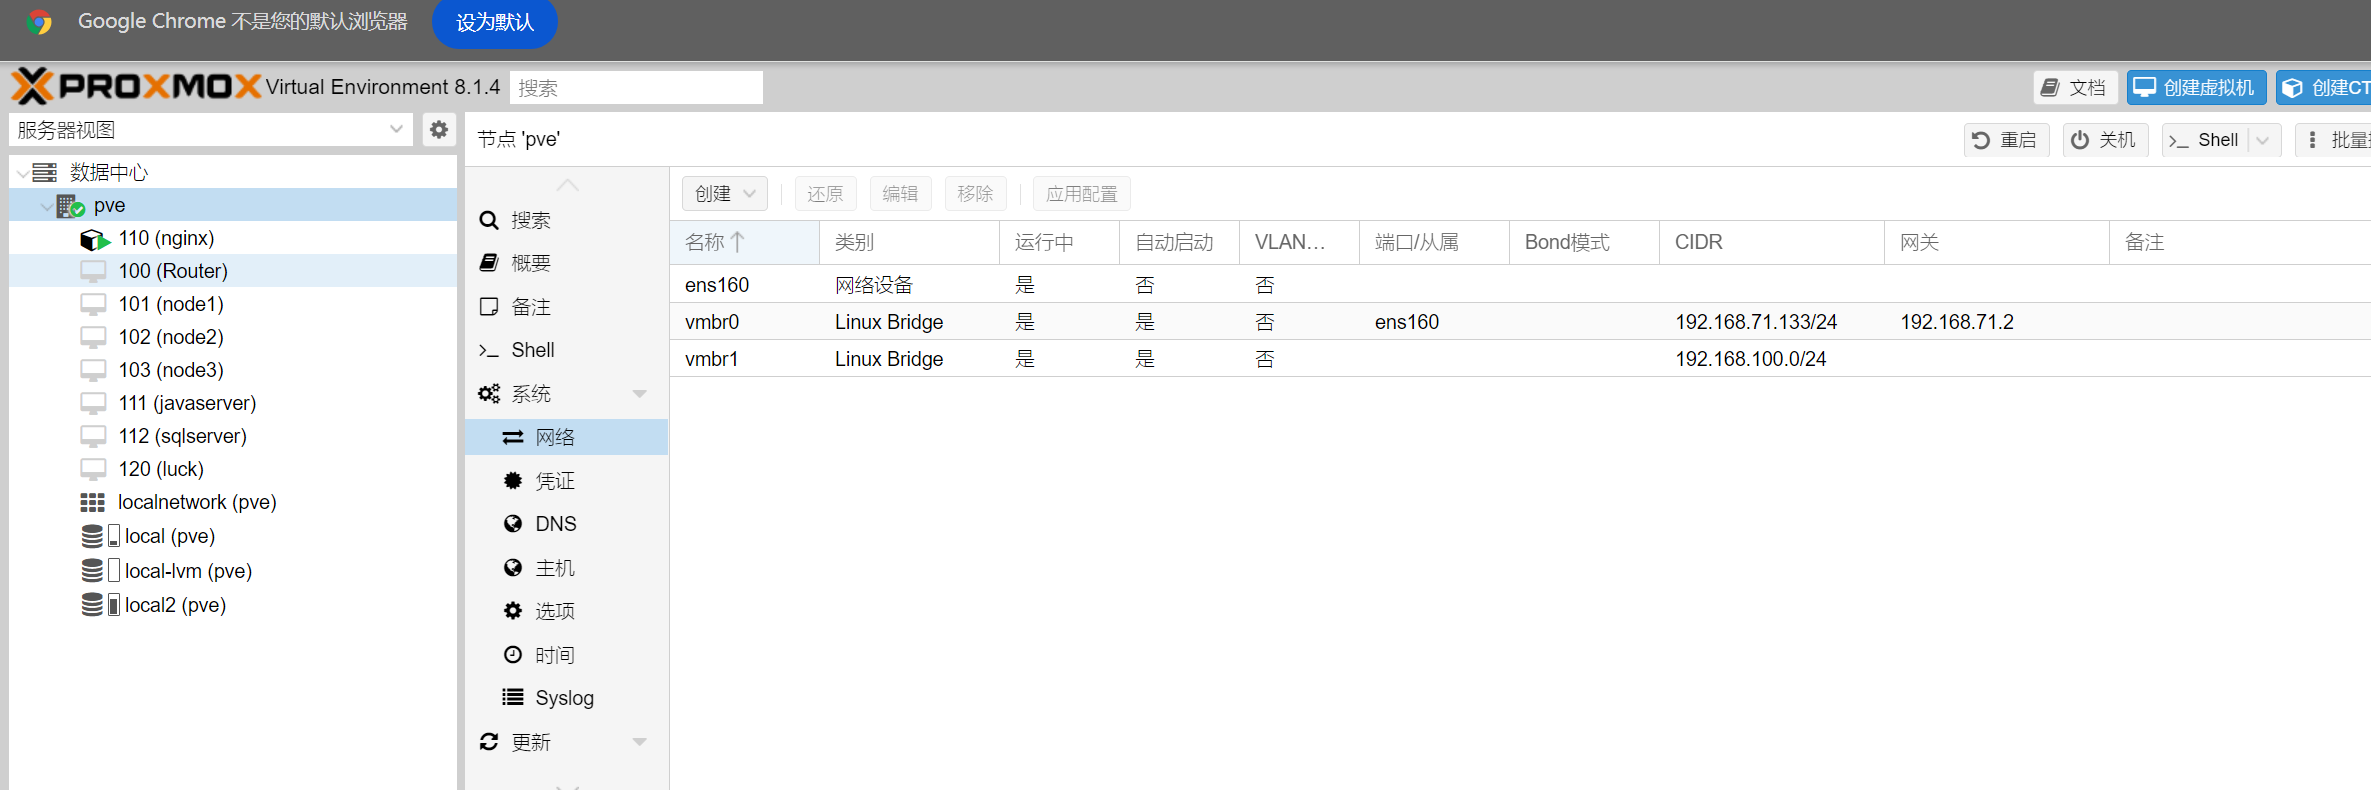 Google Chrome 不是您的默认浏览器 设为默认
PROXMOX Virtual Environment 8.1.4 搜索 文档 创建虚拟机 创建CT
服务器视图
节点 'pve' 重启 关机 Shell
数据中心
pve
110 (nginx)
100 (Router)
101 (node1)
102 (node2)
103 (node3)
111 (javaserver)
112 (sqlserver)
120 (luck)
localnetwork (pve)
local (pve)
local-lvm (pve)
local2 (pve)
搜索
概要
备注
Shell
系统
网络
凭证
DNS
主机
选项
时间
Syslog
更新
创建 还原 编辑 移除 应用配置
名称 类别 运行中 自动启动 VLAN... 端口/从属 Bond模式 CIDR 网关 备注
ens160 网络设备 是 否 否
vmbr0 Linux Bridge 是 是 否 ens160 192.168.71.133/24 192.168.71.2
vmbr1 Linux Bridge 是 是 否 192.168.100.0/24